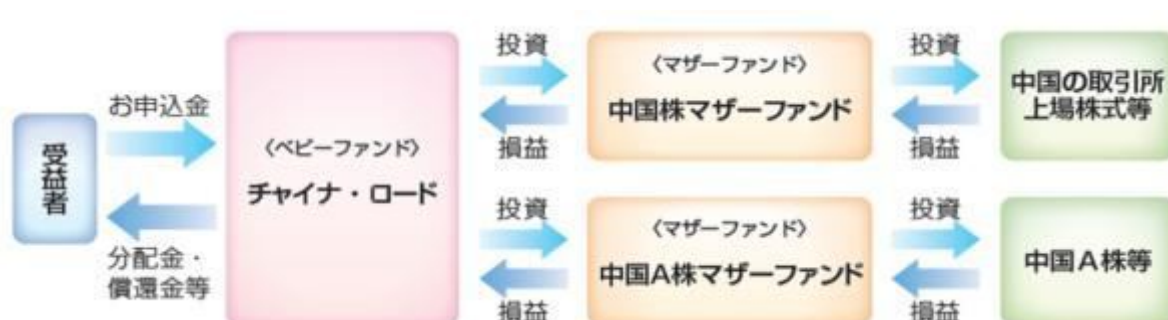 受益者
お申込金
分配金・
償還金等
〈ベビーファンド〉
チャイナ・ロード
投資
損益
〈マザーファンド〉
中国株マザーファンド
投資
損益
中国の取引所
上場株式等
投資
損益
〈マザーファンド〉
中国A株マザーファンド
投資
損益
中国A株等